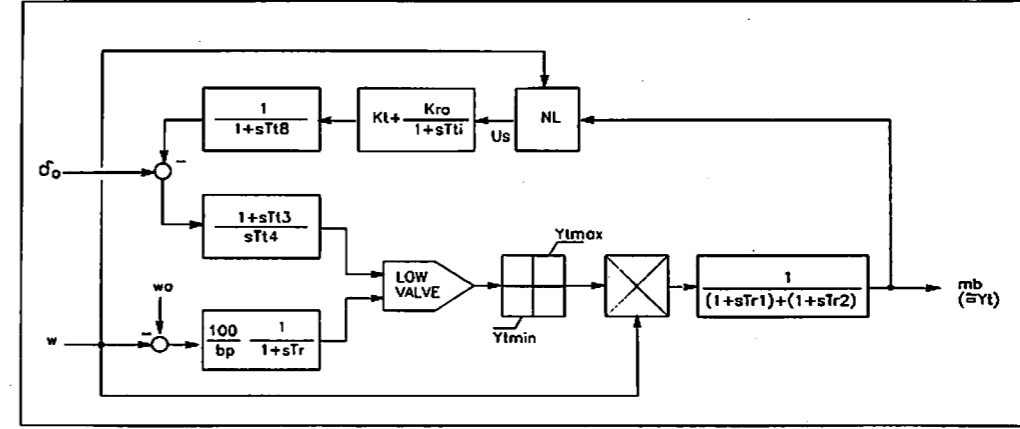 1
1+sTt8
Kt+ Kro
1+sTti
Us
NL
σo
1+sTt3
sTt4
LOW
VALVE
Ytmax
Ytmin
wo
w
100
bp
1
1+sTr
1
(1+sTr1)+(1+sTr2)
mb
(≅Yt)
-
-